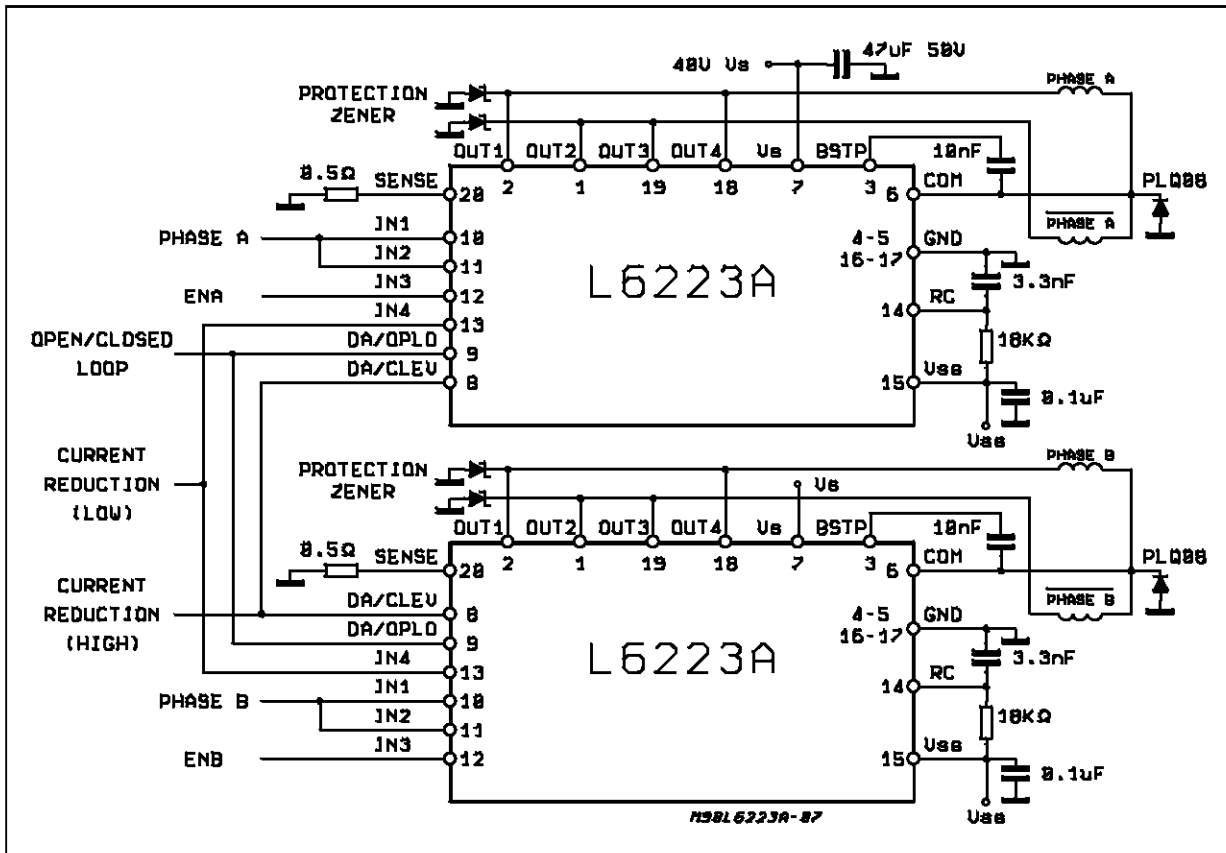 47uF 50V
40V Vs
PHASE A
PROTECTION
ZENER
OUT1 OUT2 OUT3 OUT4 Vs BSTP
10nF
2 1 19 18 7 3
0.5Ω SENSE
20
6 COM
PLQ08
IN1
PHASE A
10
IN2
11
PHASE A
4-5 GND
16-17
IN3
ENA
12
L6223A
3.3nF
IN4
13
14 RC
OPEN/CLOSED
LOOP
DA/OPLO
9
18KΩ
DA/CLEV
8
15 Vss
0.1uF
Vss
CURRENT
REDUCTION
(LOW)
PROTECTION
ZENER
PHASE B
Vs
OUT1 OUT2 OUT3 OUT4 Vs BSTP
10nF
2 1 19 18 7 3
0.5Ω SENSE
20
6 COM
PLQ08
CURRENT
REDUCTION
(HIGH)
DA/CLEV
8
PHASE B
4-5 GND
16-17
DA/OPLO
9
L6223A
3.3nF
IN4
13
14 RC
IN1
PHASE B
10
IN2
11
18KΩ
IN3
ENB
12
15 Vss
0.1uF
Vss
M90L6223A-07